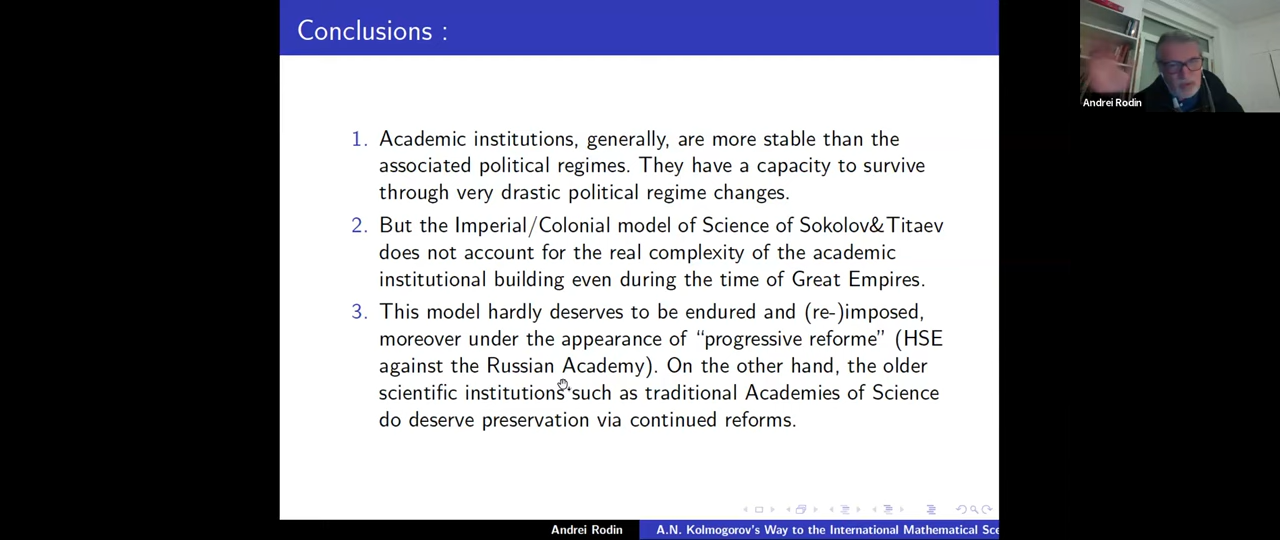 Conclusions :
1. Academic institutions, generally, are more stable than the
associated political regimes. They have a capacity to survive
through very drastic political regime changes.
2. But the Imperial/Colonial model of Science of Sokolov&Titaev
does not account for the real complexity of the academic
institutional building even during the time of Great Empires.
3. This model hardly deserves to be endured and (re-)imposed,
moreover under the appearance of “progressive reforme” (HSE
against the Russian Academy). On the other hand, the older
scientific institutions such as traditional Academies of Science
do deserve preservation via continued reforms.
Andrei Rodin
A.N. Kolmogorov's Way to the International Mathematical Sce
Andrei Rodin